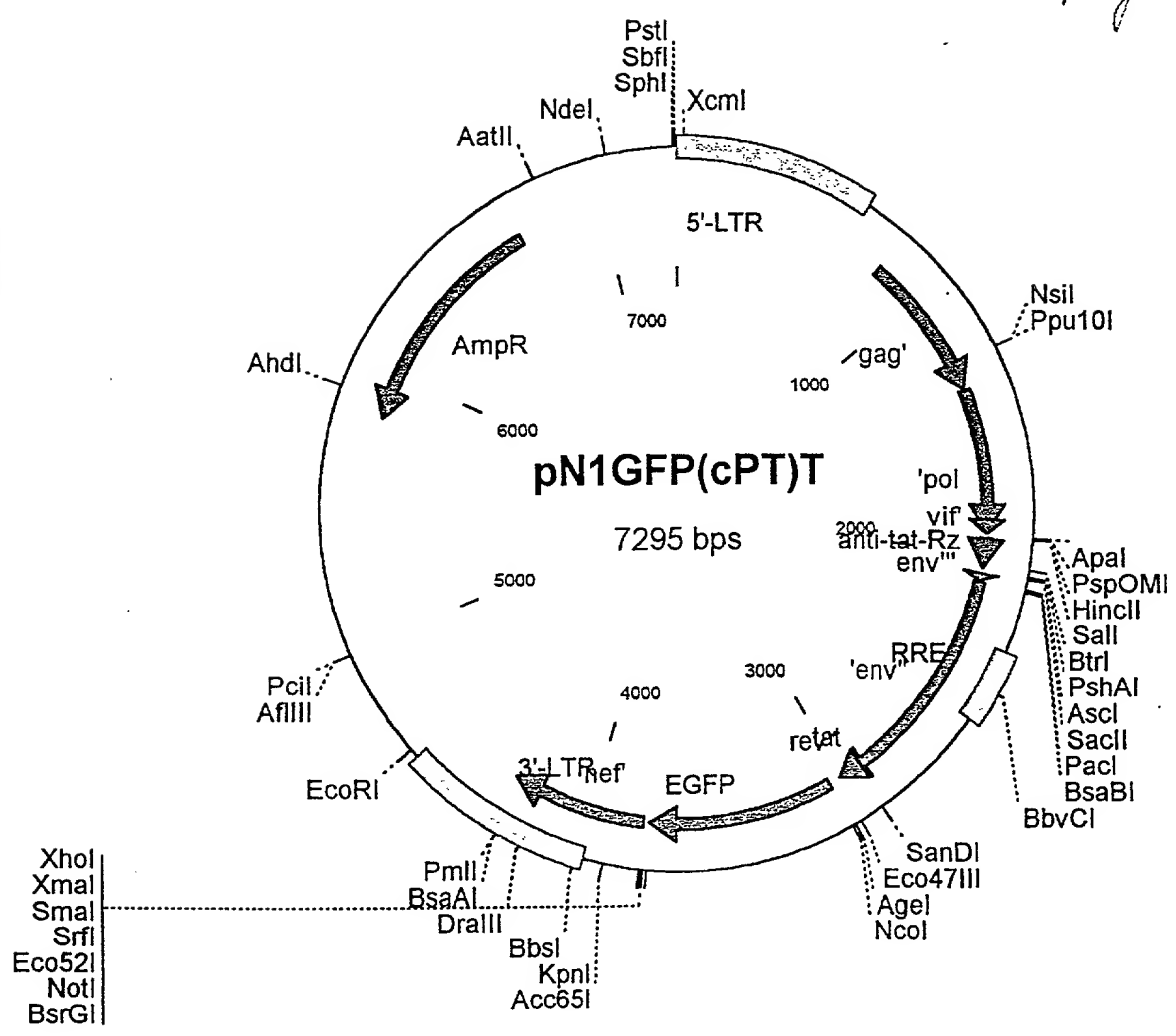 PstI
SbfI
SphI
XcmI
NdeI
AatII
5'-LTR
NsiI
Ppu10I
7000
AmpR
gag'
AhdI
1000
6000
pN1GFP(cPT)T
'pol
vif'
2000
7295 bps
anti-tat-Rz
env'''
ApaI
PspOMI
HincII
SalI
BtrI
PshAI
AscI
SacII
PacI
BsaBI
BbvCI
5000
RRE
'env''
3000
PciI
AflIII
4000
rev
tat
3'-LTR
nef'
EGFP
EcoRI
SanDI
Eco47III
AgeI
NcoI
PmlI
BsaAI
DraIII
BbsI
KpnI
Acc65I
XhoI
XmaI
SmaI
SrfI
Eco52I
NotI
BsrGI